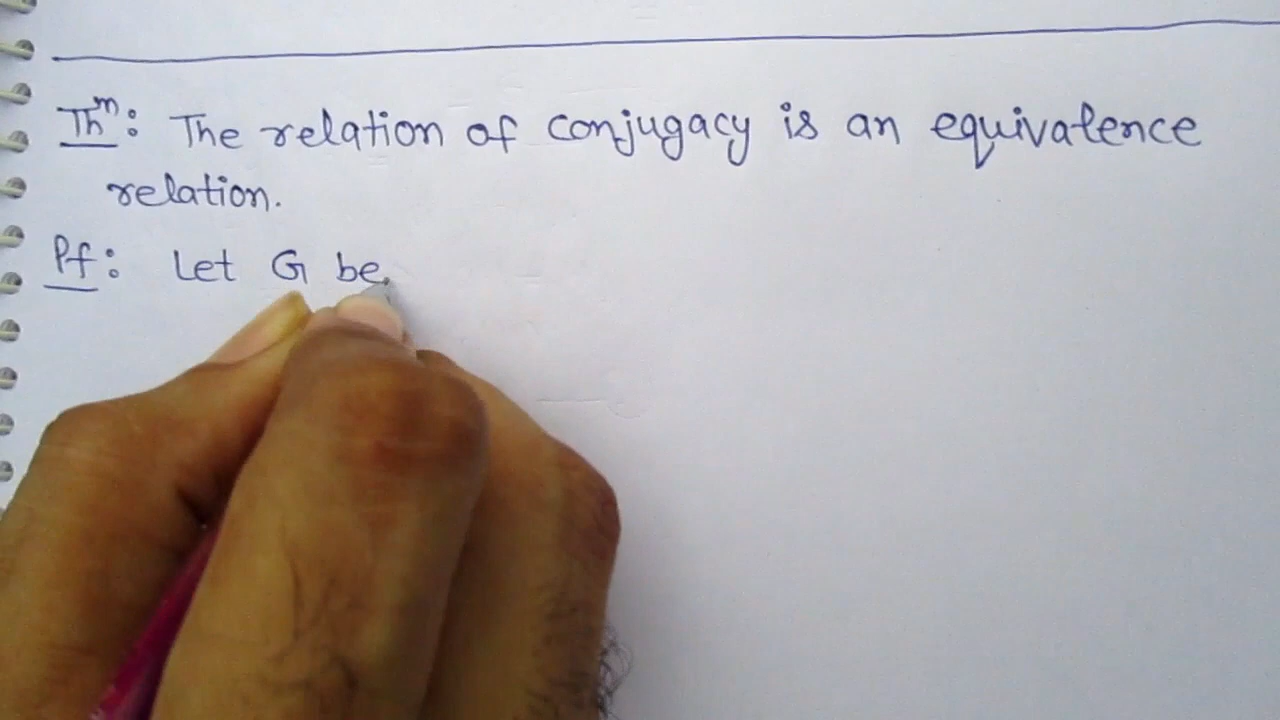 Thm: The relation of conjugacy is an equivalence
relation.
Pf: Let G be